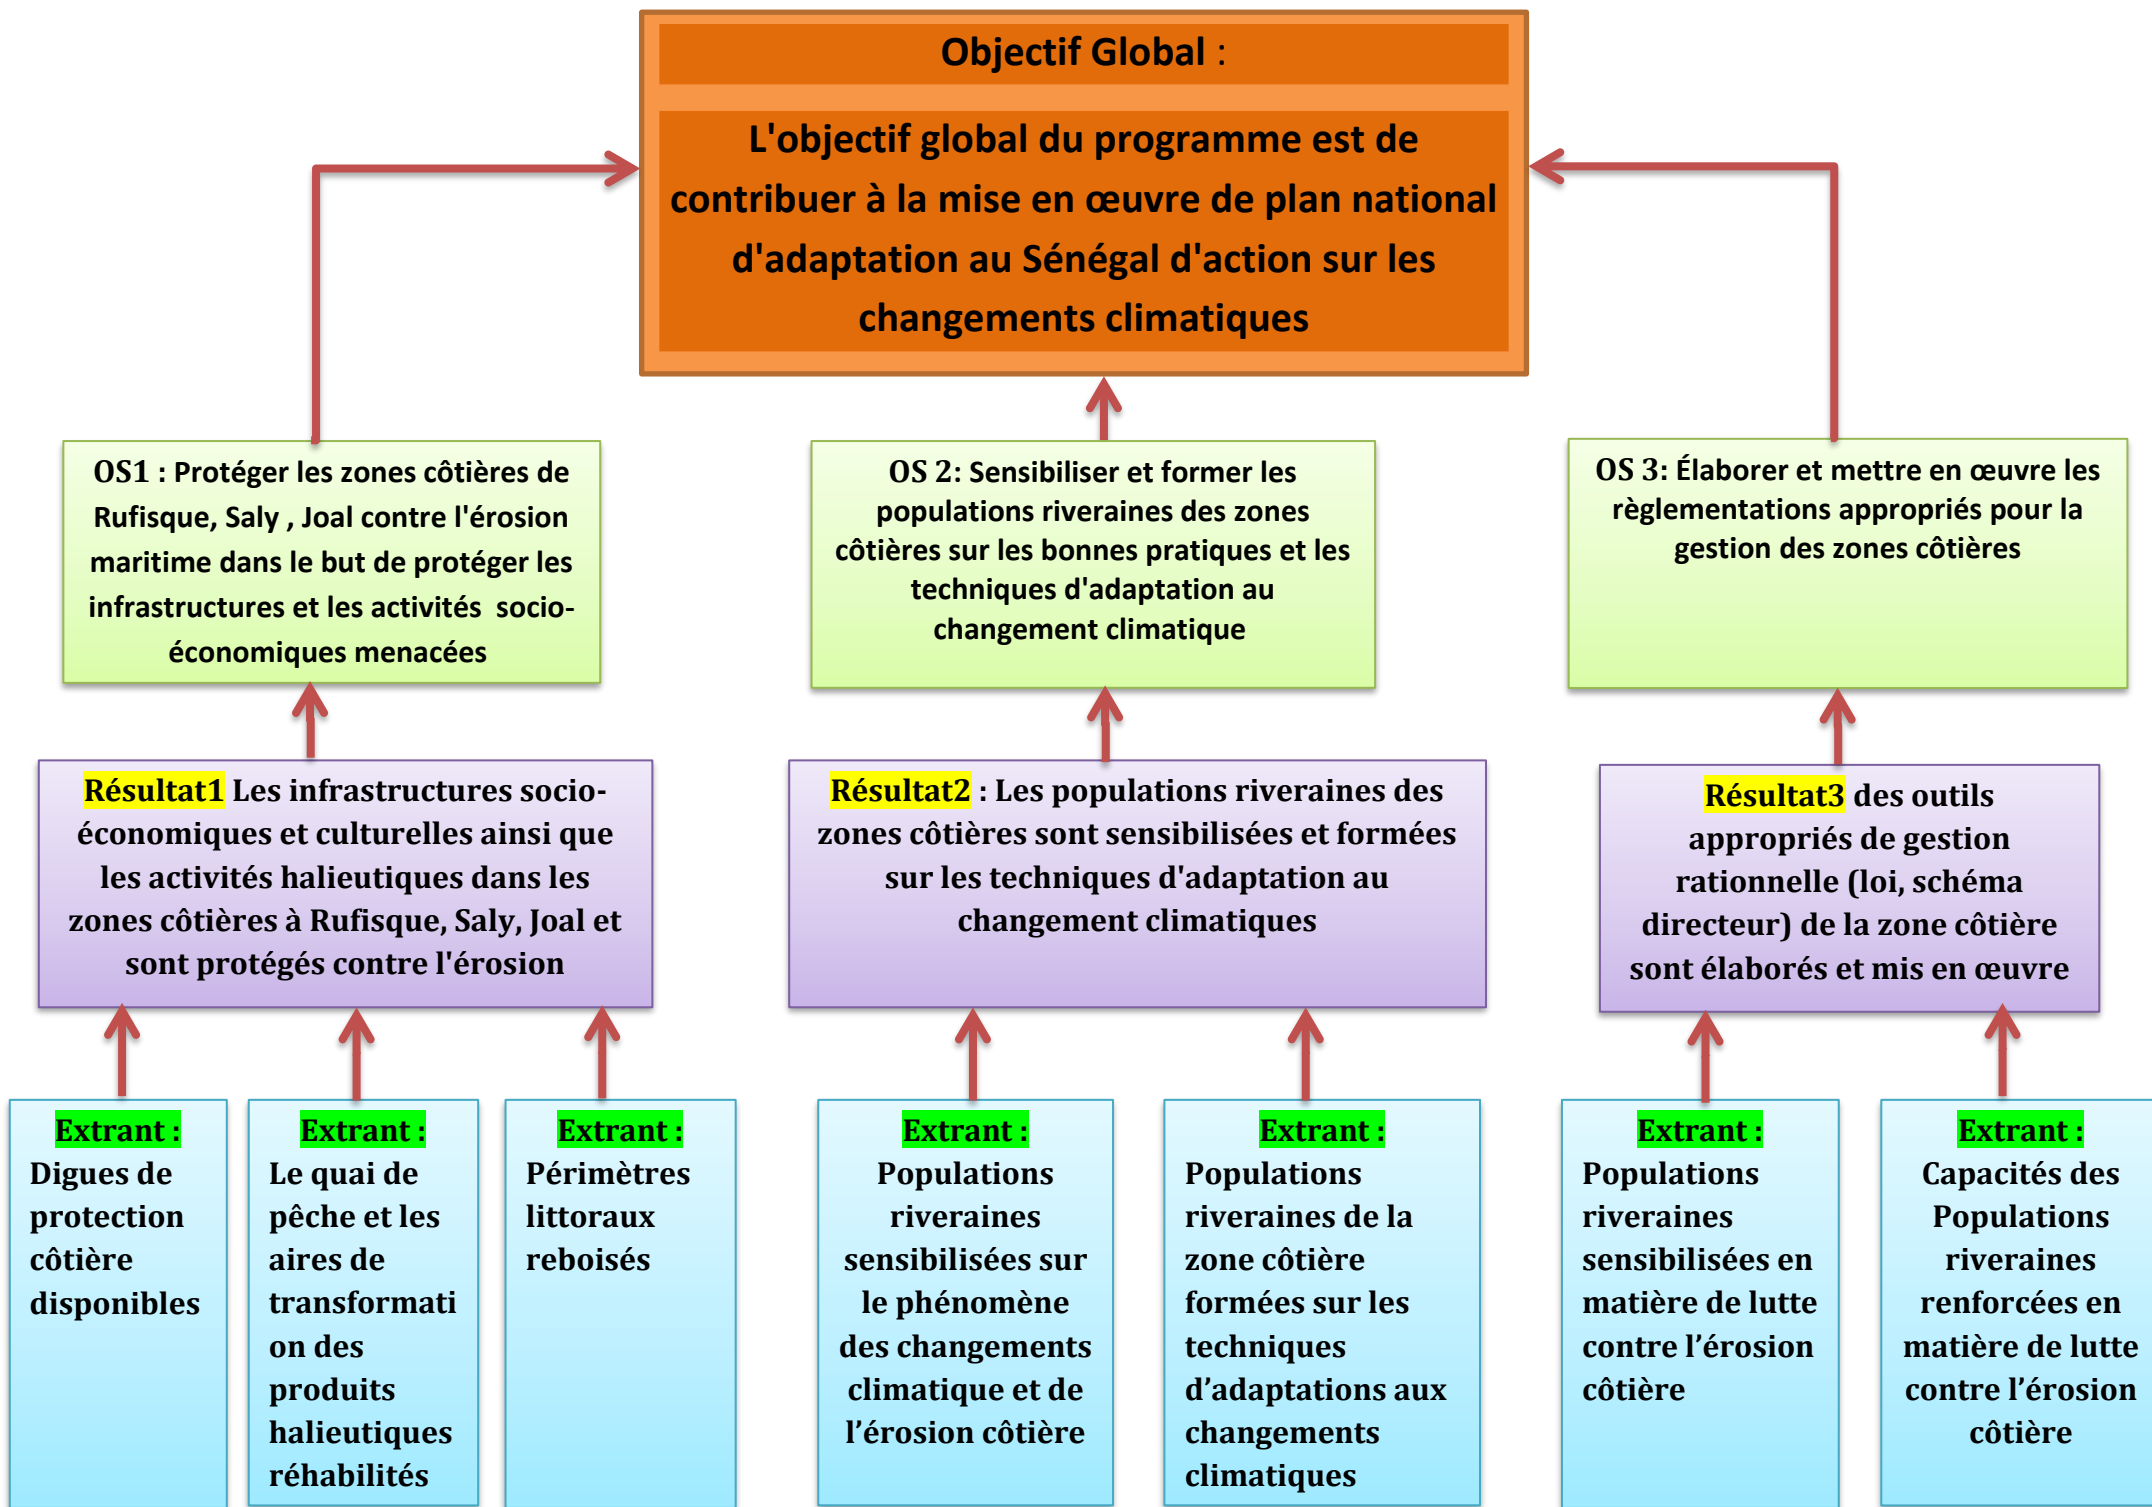 Objectif Global :
L'objectif global du programme est de
contribuer à la mise en œuvre de plan national
d'adaptation au Sénégal d'action sur les
changements climatiques
OS1 : Protéger les zones côtières de
Rufisque, Saly , Joal contre l'érosion
maritime dans le but de protéger les
infrastructures et les activités socio-
économiques menacées
OS 2: Sensibiliser et former les
populations riveraines des zones
côtières sur les bonnes pratiques et les
techniques d'adaptation au
changement climatique
OS 3: Élaborer et mettre en œuvre les
règlementations appropriés pour la
gestion des zones côtières
Résultat1 Les infrastructures socio-
économiques et culturelles ainsi que
les activités halieutiques dans les
zones côtières à Rufisque, Saly, Joal et
sont protégés contre l'érosion
Résultat2 : Les populations riveraines des
zones côtières sont sensibilisées et formées
sur les techniques d'adaptation au
changement climatiques
Résultat3 des outils
appropriés de gestion
rationnelle (loi, schéma
directeur) de la zone côtière
sont élaborés et mis en œuvre
Extrant :
Digues de
protection
côtière
disponibles
Extrant :
Le quai de
pêche et les
aires de
transformati
on des
produits
halieutiques
réhabilités
Extrant :
Périmètres
littoraux
reboisés
Extrant :
Populations
riveraines
sensibilisées sur
le phénomène
des changements
climatique et de
l’érosion côtière
Extrant :
Populations
riveraines de la
zone côtière
formées sur les
techniques
d’adaptations aux
changements
climatiques
Extrant :
Populations
riveraines
sensibilisées en
matière de lutte
contre l’érosion
côtière
Extrant :
Capacités des
Populations
riveraines
renforcées en
matière de lutte
contre l’érosion
côtière